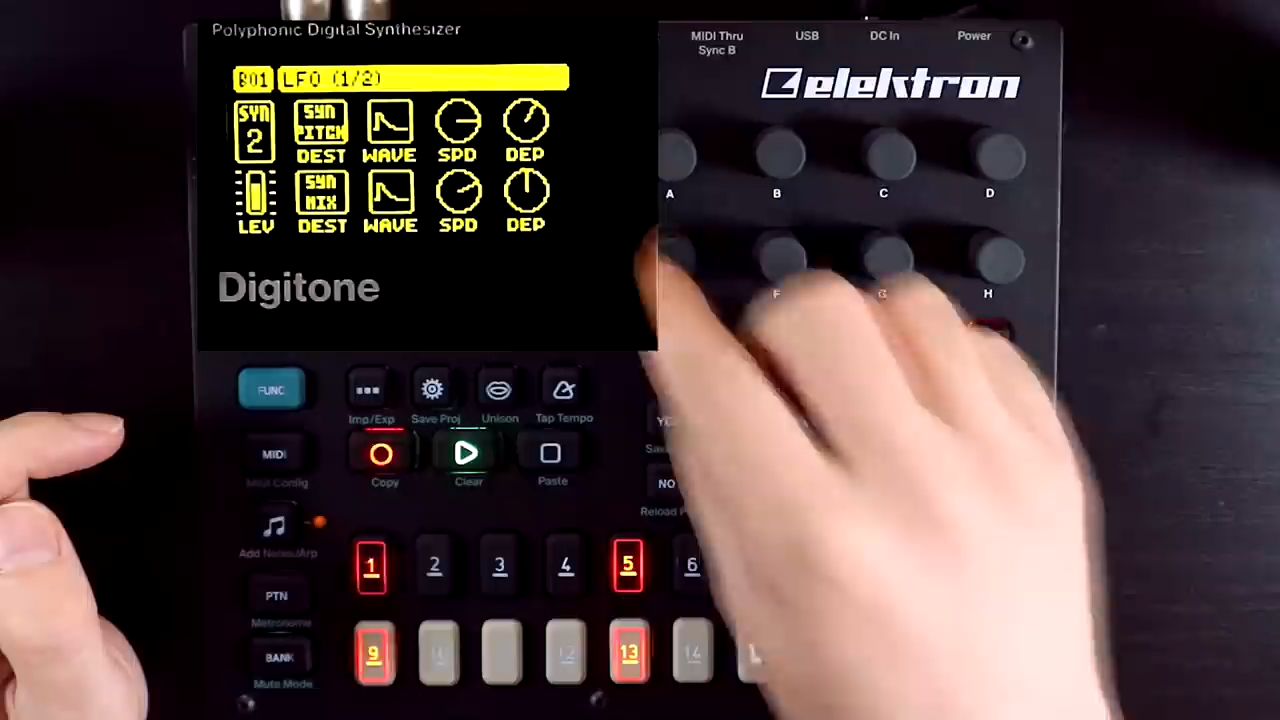 Polyphonic Digital Synthesizer
B01 LFO (1/2)
SYN SYN
2 PITCH
DEST WAVE SPD DEP
SYN
MIX
LEV DEST WAVE SPD DEP
Digitone
MIDI Thru USB DC In Power
Sync B
elektron
A B C D
F G H
FUNC
Imp/Exp Save Proj Unison Tap Tempo
MIDI
Copy Clear Paste
MIDI Config
NO
Add Notes/Arp
1 2 3 4 5 6
PTN
Metronome
BANK 9 12 13 14
Mute Mode